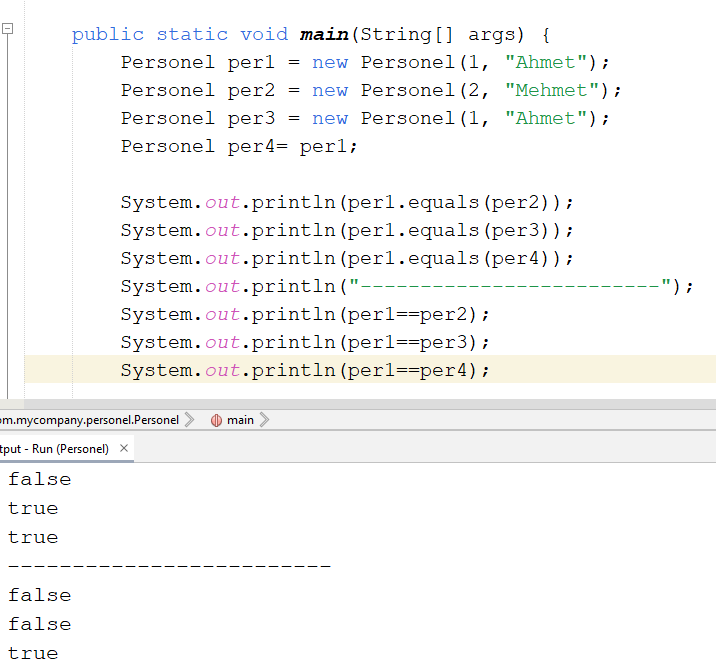 public static void main(String[] args) {
Personel per1 = new Personel(1, "Ahmet");
Personel per2 = new Personel(2, "Mehmet");
Personel per3 = new Personel(1, "Ahmet");
Personel per4= per1;
System.out.println(per1.equals(per2));
System.out.println(per1.equals(per3));
System.out.println(per1.equals(per4));
System.out.println("-------------------------");
System.out.println(per1==per2);
System.out.println(per1==per3);
System.out.println(per1==per4);
om.mycompany.personel.Personel main
tput - Run (Personel) ×
false
true
true
-------------------------
false
false
true